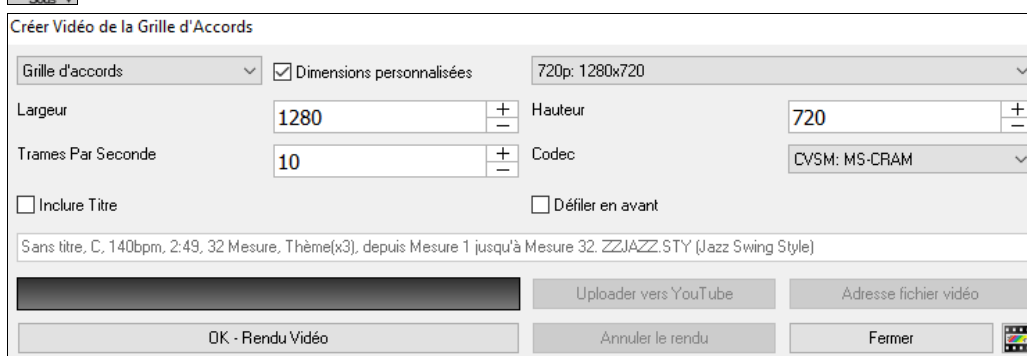 Créer Vidéo de la Grille d'Accords
Grille d'accords Dimensions personnalisées 720p: 1280x720
Largeur 1280 + − Hauteur 720 + −
Trames Par Seconde 10 + − Codec CVSM: MS-CRAM
Inclure Titre Défiler en avant
Sans titre, C, 140bpm, 2:49, 32 Mesure, Thème(x3), depuis Mesure 1 jusqu'à Mesure 32. ZZJAZZ.STY (Jazz Swing Style)
Uploader vers YouTube Adresse fichier vidéo
OK - Rendu Vidéo Annuler le rendu Fermer